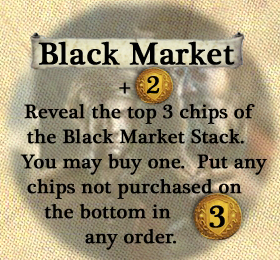 Black Market
+ 2
Reveal the top 3 chips of
the Black Market Stack.
You may buy one. Put any
chips not purchased on
the bottom in
any order.
3